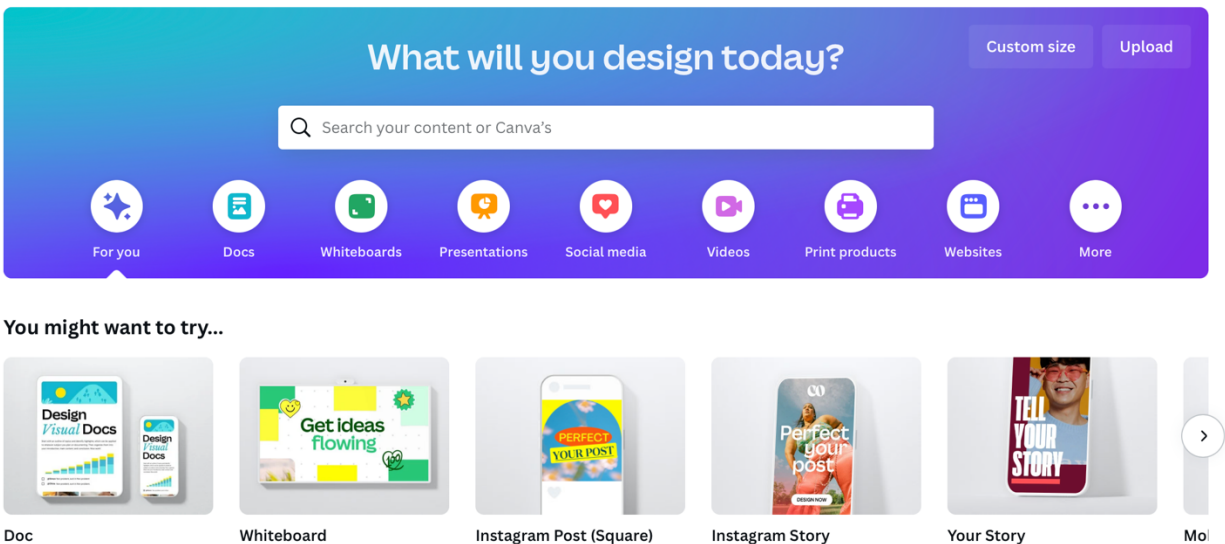 What will you design today?
Custom size
Upload
Search your content or Canva's
For you
Docs
Whiteboards
Presentations
Social media
Videos
Print products
Websites
More
You might want to try...
Design
Visual Docs
Design
Visual
Docs
Get ideas
flowing
100
PERFECT
YOUR POST
CO
Perfect
your
post
DESIGN NOW
TELL
YOUR
STORY
Doc
Whiteboard
Instagram Post (Square)
Instagram Story
Your Story